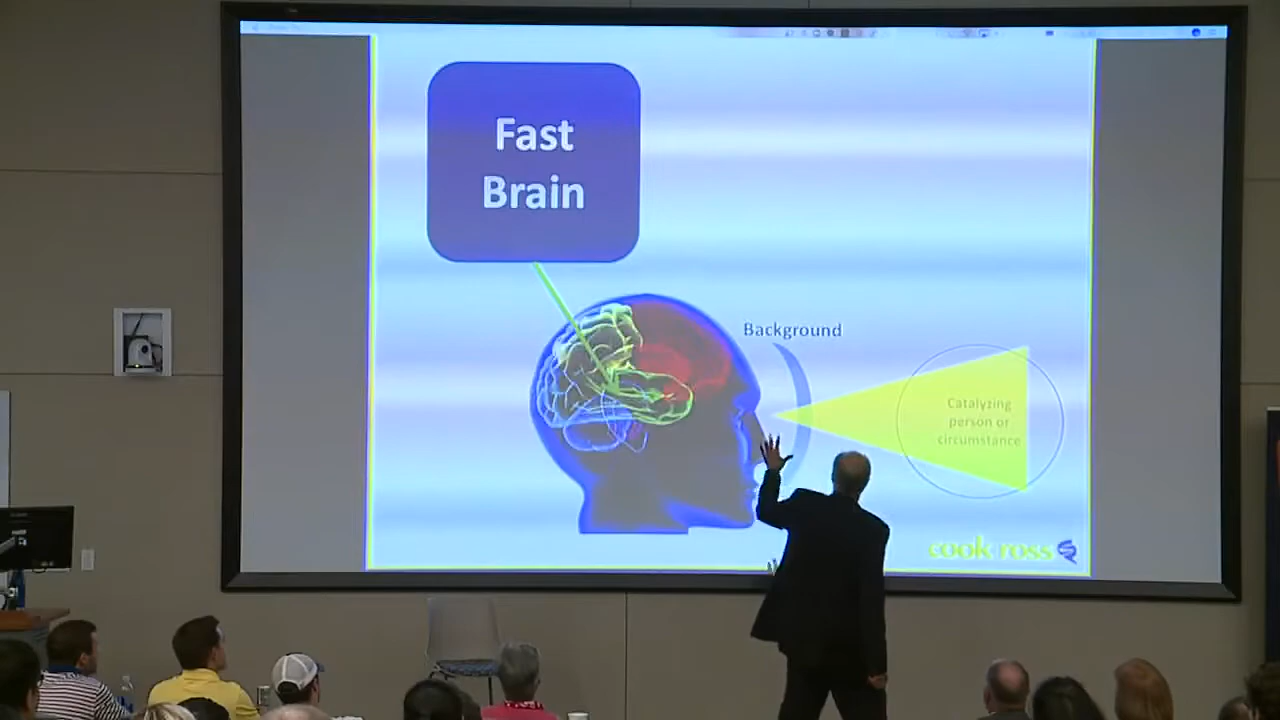 Fast
Brain
Background
Catalyzing
person or
circumstance
cook ross